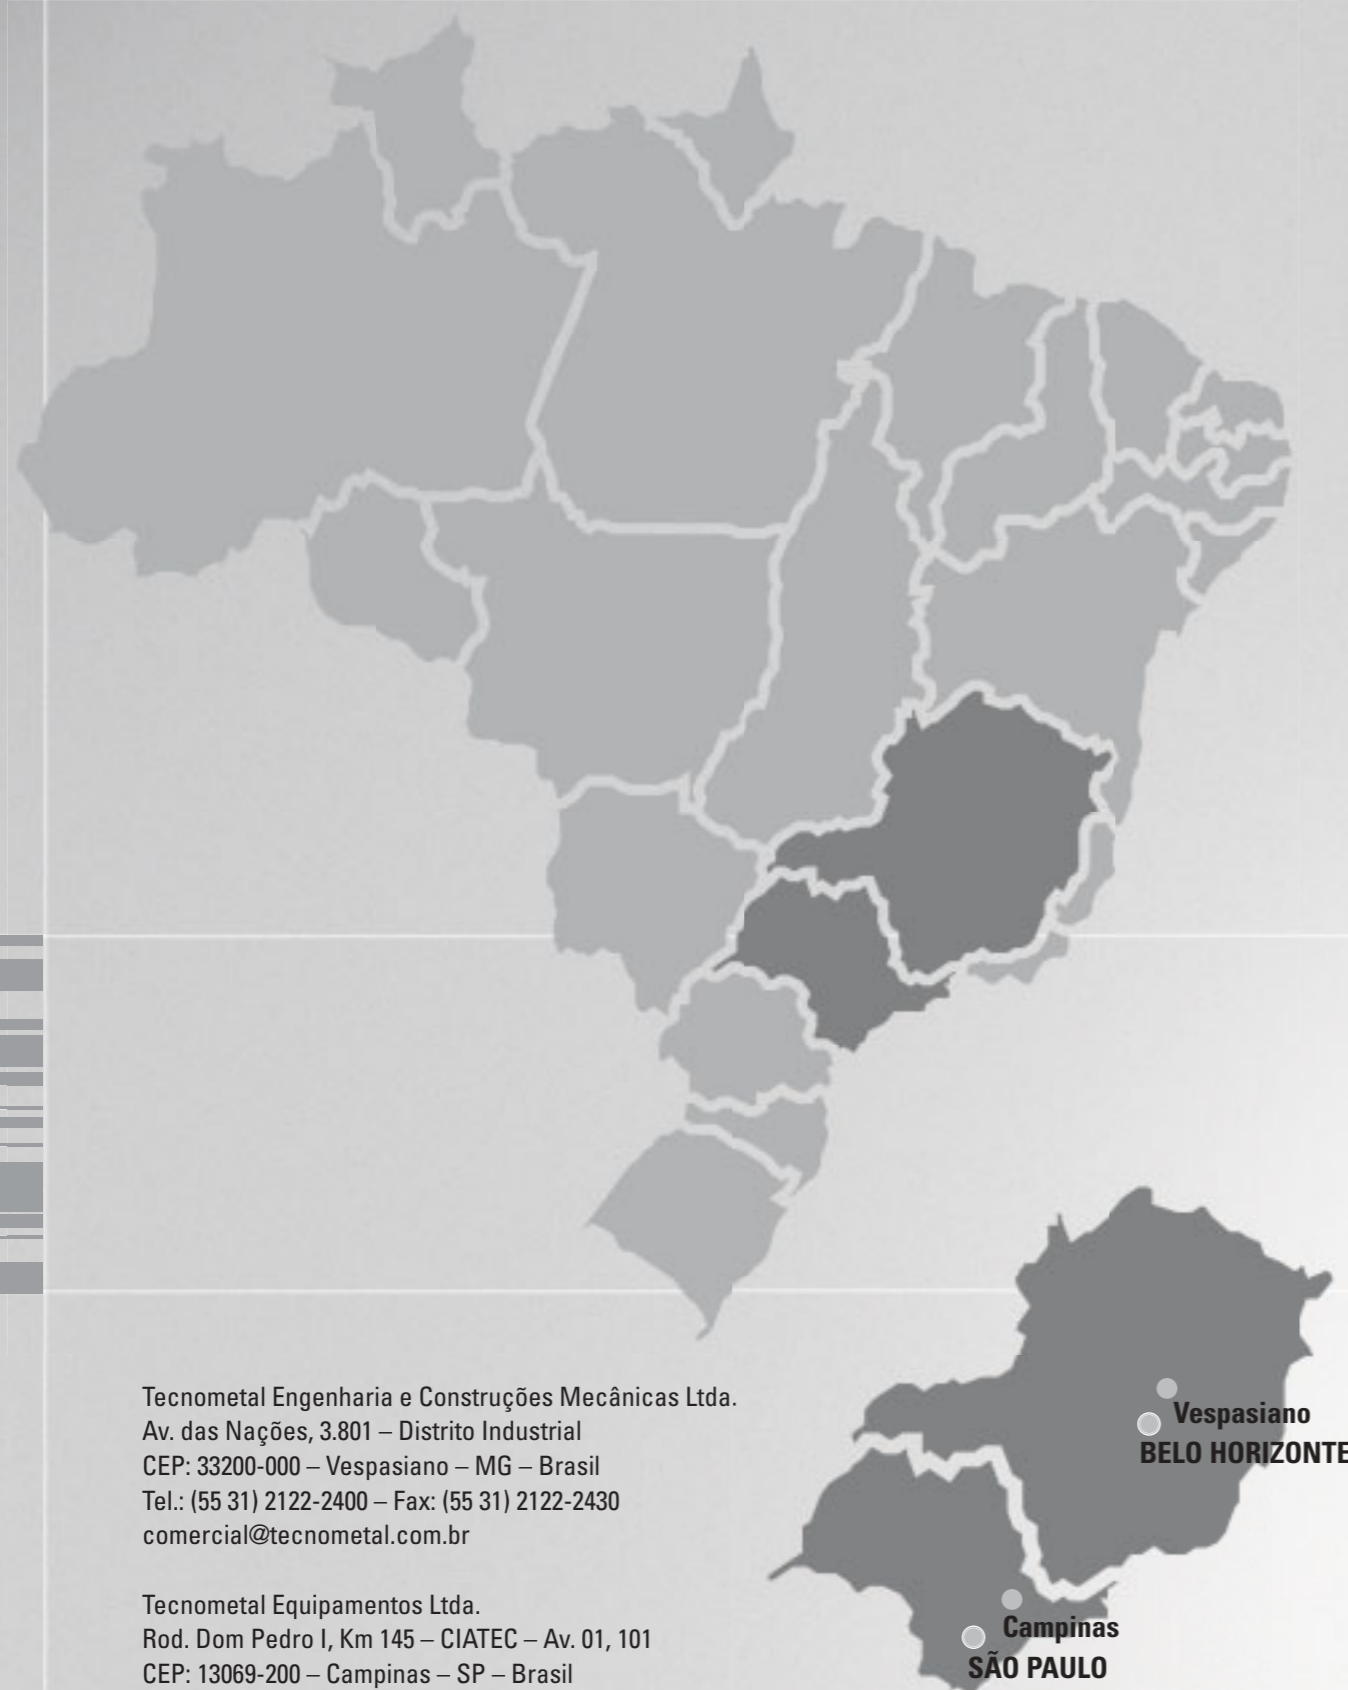 Tecnometal Engenharia e Construções Mecânicas Ltda.
Av. das Nações, 3.801 – Distrito Industrial
CEP: 33200-000 – Vespasiano – MG – Brasil
Tel.: (55 31) 2122-2400 – Fax: (55 31) 2122-2430
comercial@tecnometal.com.br
Tecnometal Equipamentos Ltda.
Rod. Dom Pedro I, Km 145 – CIATEC – Av. 01, 101
CEP: 13069-200 – Campinas – SP – Brasil
Vespasiano
BELO HORIZONTE
Campinas
SÃO PAULO